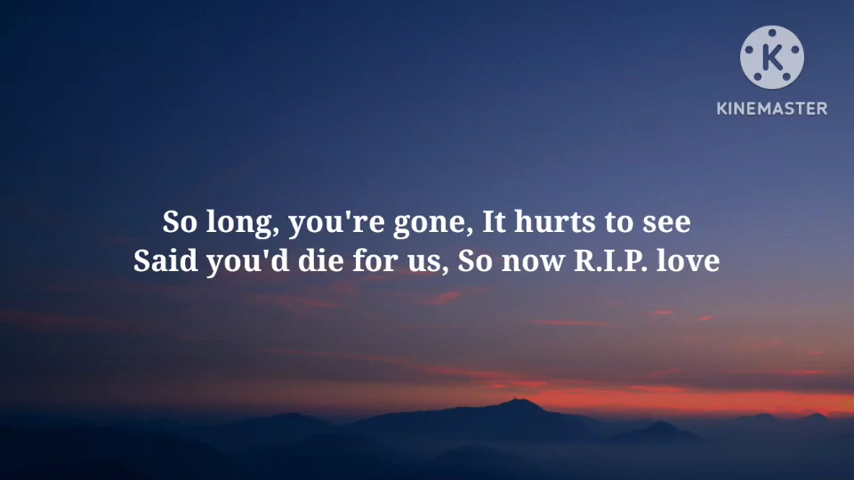 K
KINEMASTER
So long, you're gone, It hurts to see
Said you'd die for us, So now R.I.P. love